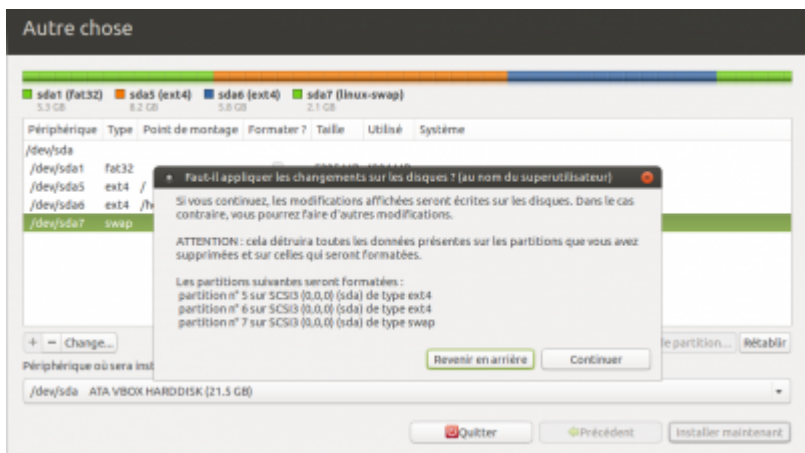 Autre chose
sda1 (fat32) sda5 (ext4) sda6 (ext4) sda7 (linux-swap)
5.3 GB 8.2 GB 5.8 GB 2.1 GB
Périphérique Type Point de montage Formater ? Taille Utilisé Système
/dev/sda
/dev/sda1 fat32
/dev/sda5 ext4 /
/dev/sda6 ext4
/dev/sda7 swap
Faut-il appliquer les changements sur les disques ? (au nom du superutilisateur)
Si vous continuez, les modifications affichées seront écrites sur les disques. Dans le cas
contraire, vous pourrez faire d'autres modifications.
ATTENTION : cela détruira toutes les données présentes sur les partitions que vous avez
supprimées et sur celles qui seront formatées.
Les partitions suivantes seront formatées :
partition n° 5 sur SCSI3 (0,0,0) (sda) de type ext4
partition n° 6 sur SCSI3 (0,0,0) (sda) de type ext4
partition n° 7 sur SCSI3 (0,0,0) (sda) de type swap
Revenir en arrière Continuer
+ - Change... partition... Rétablir
Périphérique où sera
/dev/sda ATA VBOX HARDDISK (21.5 GB)
Quitter Précédent Installer maintenant